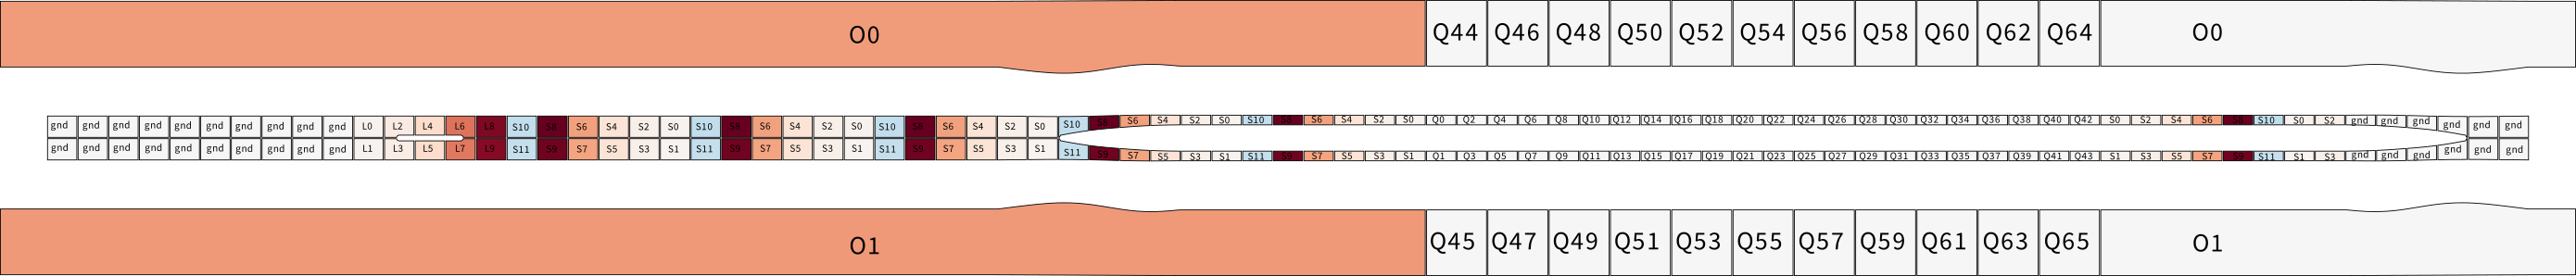 O0 Q44 Q46 Q48 Q50 Q52 Q54 Q56 Q58 Q60 Q62 Q64 O0
gnd gnd gnd gnd gnd gnd gnd gnd gnd gnd L0 L2 L4 L6 L8 S10 S8 S6 S4 S2 S0 S10 S8 S6 S4 S2 S0 S10 S8 S6 S4 S2 S0 S10 S8 S6 S4 S2 S0 S10 S8 S6 S4 S2 S0 Q0 Q2 Q4 Q6 Q8 Q10 Q12 Q14 Q16 Q18 Q20 Q22 Q24 Q26 Q28 Q30 Q32 Q34 Q36 Q38 Q40 Q42 S0 S2 S4 S6 S8 S10 S0 S2 gnd gnd gnd gnd gnd gnd
gnd gnd gnd gnd gnd gnd gnd gnd gnd gnd L1 L3 L5 L7 L9 S11 S9 S7 S5 S3 S1 S11 S9 S7 S5 S3 S1 S11 S9 S7 S5 S3 S1 S11 S9 S7 S5 S3 S1 S11 S9 S7 S5 S3 S1 Q1 Q3 Q5 Q7 Q9 Q11 Q13 Q15 Q17 Q19 Q21 Q23 Q25 Q27 Q29 Q31 Q33 Q35 Q37 Q39 Q41 Q43 S1 S3 S5 S7 S9 S11 S1 S3 gnd gnd gnd gnd gnd gnd
O1 Q45 Q47 Q49 Q51 Q53 Q55 Q57 Q59 Q61 Q63 Q65 O1